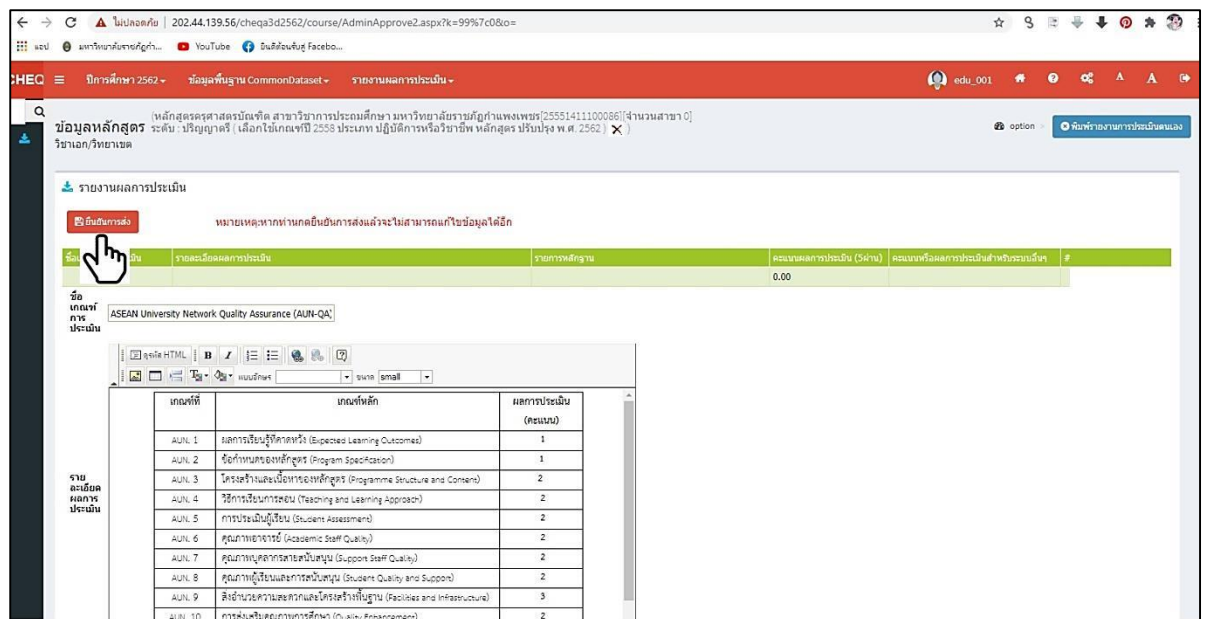 ไม่ปลอดภัย | 202.44.139.56/cheqa3d2562/course/AdminApprove2.aspx?k=99%7c0&o=
แอป มหาวิทยาลัยราชภัฏกำ... YouTube ยินดีต้อนรับสู่ Facebo...
CHEQ ปีการศึกษา 2562 ข้อมูลพื้นฐาน CommonDataset รายงานผลการประเมิน edu_001 A A
ข้อมูลหลักสูตร (หลักสูตรครุศาสตรบัณฑิต สาขาวิชาการประถมศึกษา มหาวิทยาลัยราชภัฏกำแพงเพชร[25551411100086][จำนวนสาขา 0]
ระดับ : ปริญญาตรี ( เลือกใช้เกณฑ์ปี 2558 ประเภท ปฏิบัติการหรือวิชาชีพ หลักสูตร ปรับปรุง พ.ศ. 2562 ) X )
วิชาเอก/วิทยาเขต
option > พิมพ์รายงานการประเมินตนเอง
รายงานผลการประเมิน
ยืนยันการส่ง หมายเหตุ:หากท่านกดยืนยันการส่งแล้วจะไม่สามารถแก้ไขข้อมูลได้อีก
รายละเอียดผลการประเมิน รายการหลักฐาน คะแนนผลการประเมิน (5ผ่าน) คะแนนหรือผลการประเมินสำหรับระบบอื่นๆ #
0.00
ชื่อเกณฑ์การประเมิน ASEAN University Network Quality Assurance (AUN-QA)
ดูรหัส HTML B I
แบบอักษร ขนาด small
รายละเอียดผลการประเมิน
เกณฑ์ที่ เกณฑ์หลัก ผลการประเมิน (คะแนน)
AUN. 1 ผลการเรียนรู้ที่คาดหวัง (Expected Learning Outcomes) 1
AUN. 2 ข้อกำหนดของหลักสูตร (Program Specification) 1
AUN. 3 โครงสร้างและเนื้อหาของหลักสูตร (Programme Structure and Content) 2
AUN. 4 วิธีการเรียนการสอน (Teaching and Learning Approach) 2
AUN. 5 การประเมินผู้เรียน (Student Assessment) 2
AUN. 6 คุณภาพอาจารย์ (Academic Staff Quality) 2
AUN. 7 คุณภาพบุคลากรสายสนับสนุน (Support Staff Quality) 2
AUN. 8 คุณภาพผู้เรียนและการสนับสนุน (Student Quality and Support) 2
AUN. 9 สิ่งอำนวยความสะดวกและโครงสร้างพื้นฐาน (Facilities and Infrastructure) 3
AUN. 10 การส่งเสริมคุณภาพการศึกษา (Quality Enhancement) 2